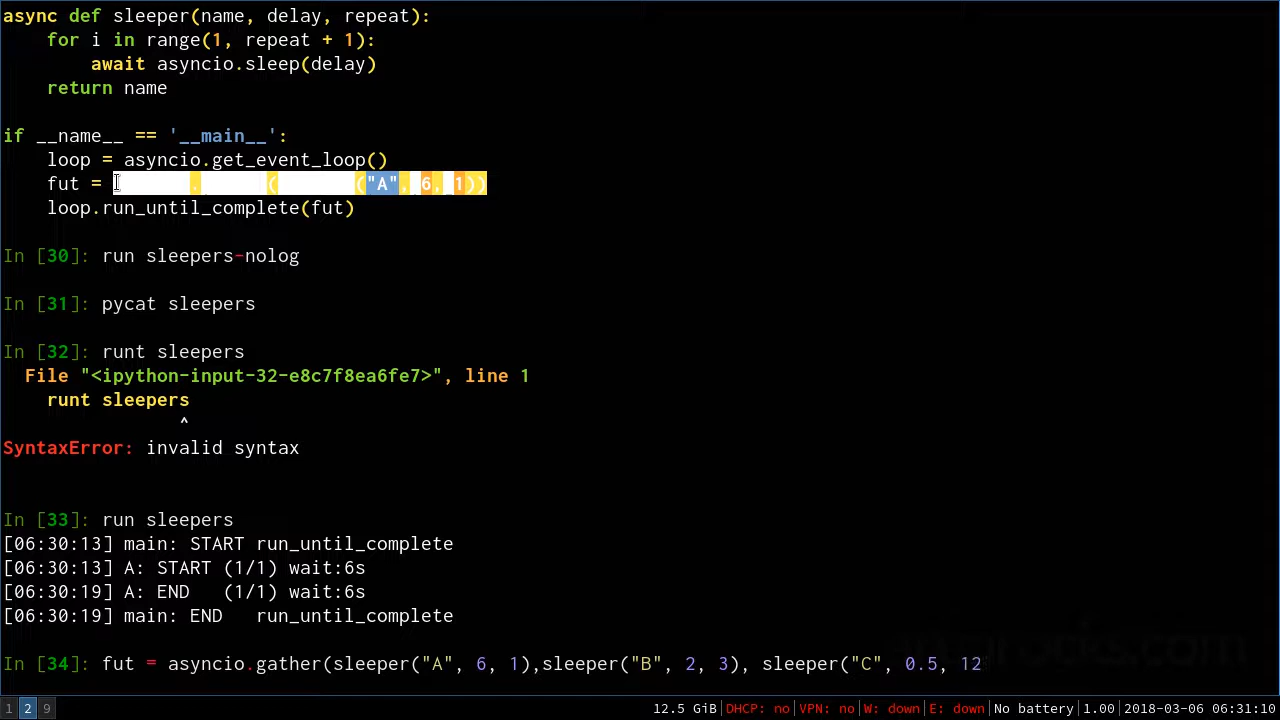 async def sleeper(name, delay, repeat):
    for i in range(1, repeat + 1):
        await asyncio.sleep(delay)
    return name
if __name__ == '__main__':
    loop = asyncio.get_event_loop()
    fut = . ( ("A", 6, 1))
    loop.run_until_complete(fut)
In [30]: run sleepers-nolog
In [31]: pycat sleepers
In [32]: runt sleepers
  File "<ipython-input-32-e8c7f8ea6fe7>", line 1
    runt sleepers
                ^
SyntaxError: invalid syntax
In [33]: run sleepers
[06:30:13] main: START run_until_complete
[06:30:13] A: START (1/1) wait:6s
[06:30:19] A: END   (1/1) wait:6s
[06:30:19] main: END   run_until_complete
In [34]: fut = asyncio.gather(sleeper("A", 6, 1),sleeper("B", 2, 3), sleeper("C", 0.5, 12
1 2 9 12.5 GiB|DHCP: no|VPN: no|W: down|E: down|No battery|1.00|2018-03-06 06:31:10